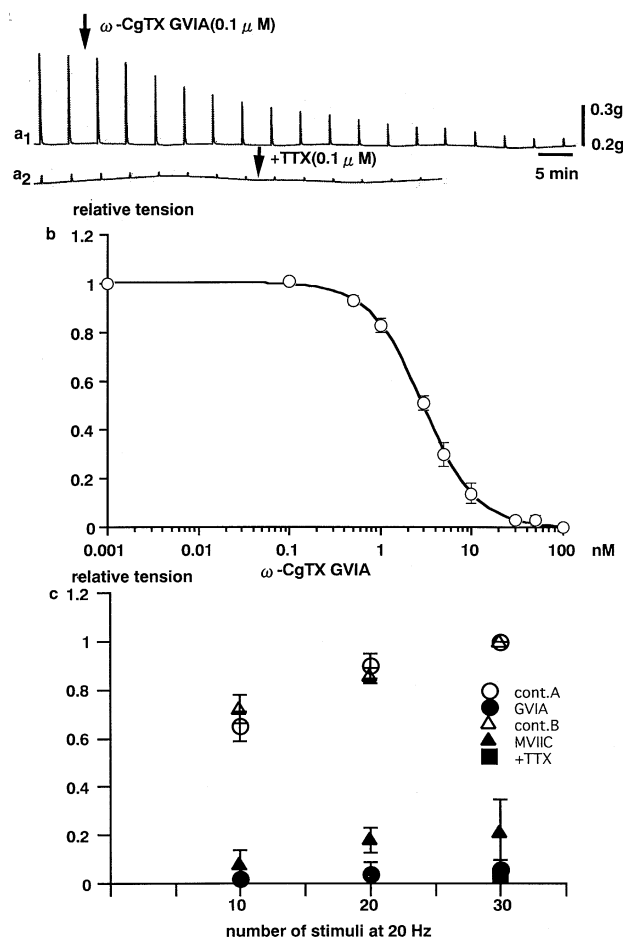 ω-CgTX GVIA(0.1 μ M)
a1
0.3g
0.2g
5 min
+TTX(0.1 μ M)
a2
relative tension
b
1.2
1
0.8
0.6
0.4
0.2
0
0.001 0.01 0.1 1 10 100 nM
ω-CgTX GVIA
relative tension
c
1.2
1
0.8
0.6
0.4
0.2
0
cont.A
GVIA
cont.B
MVIIC
+TTX
10 20 30
number of stimuli at 20 Hz